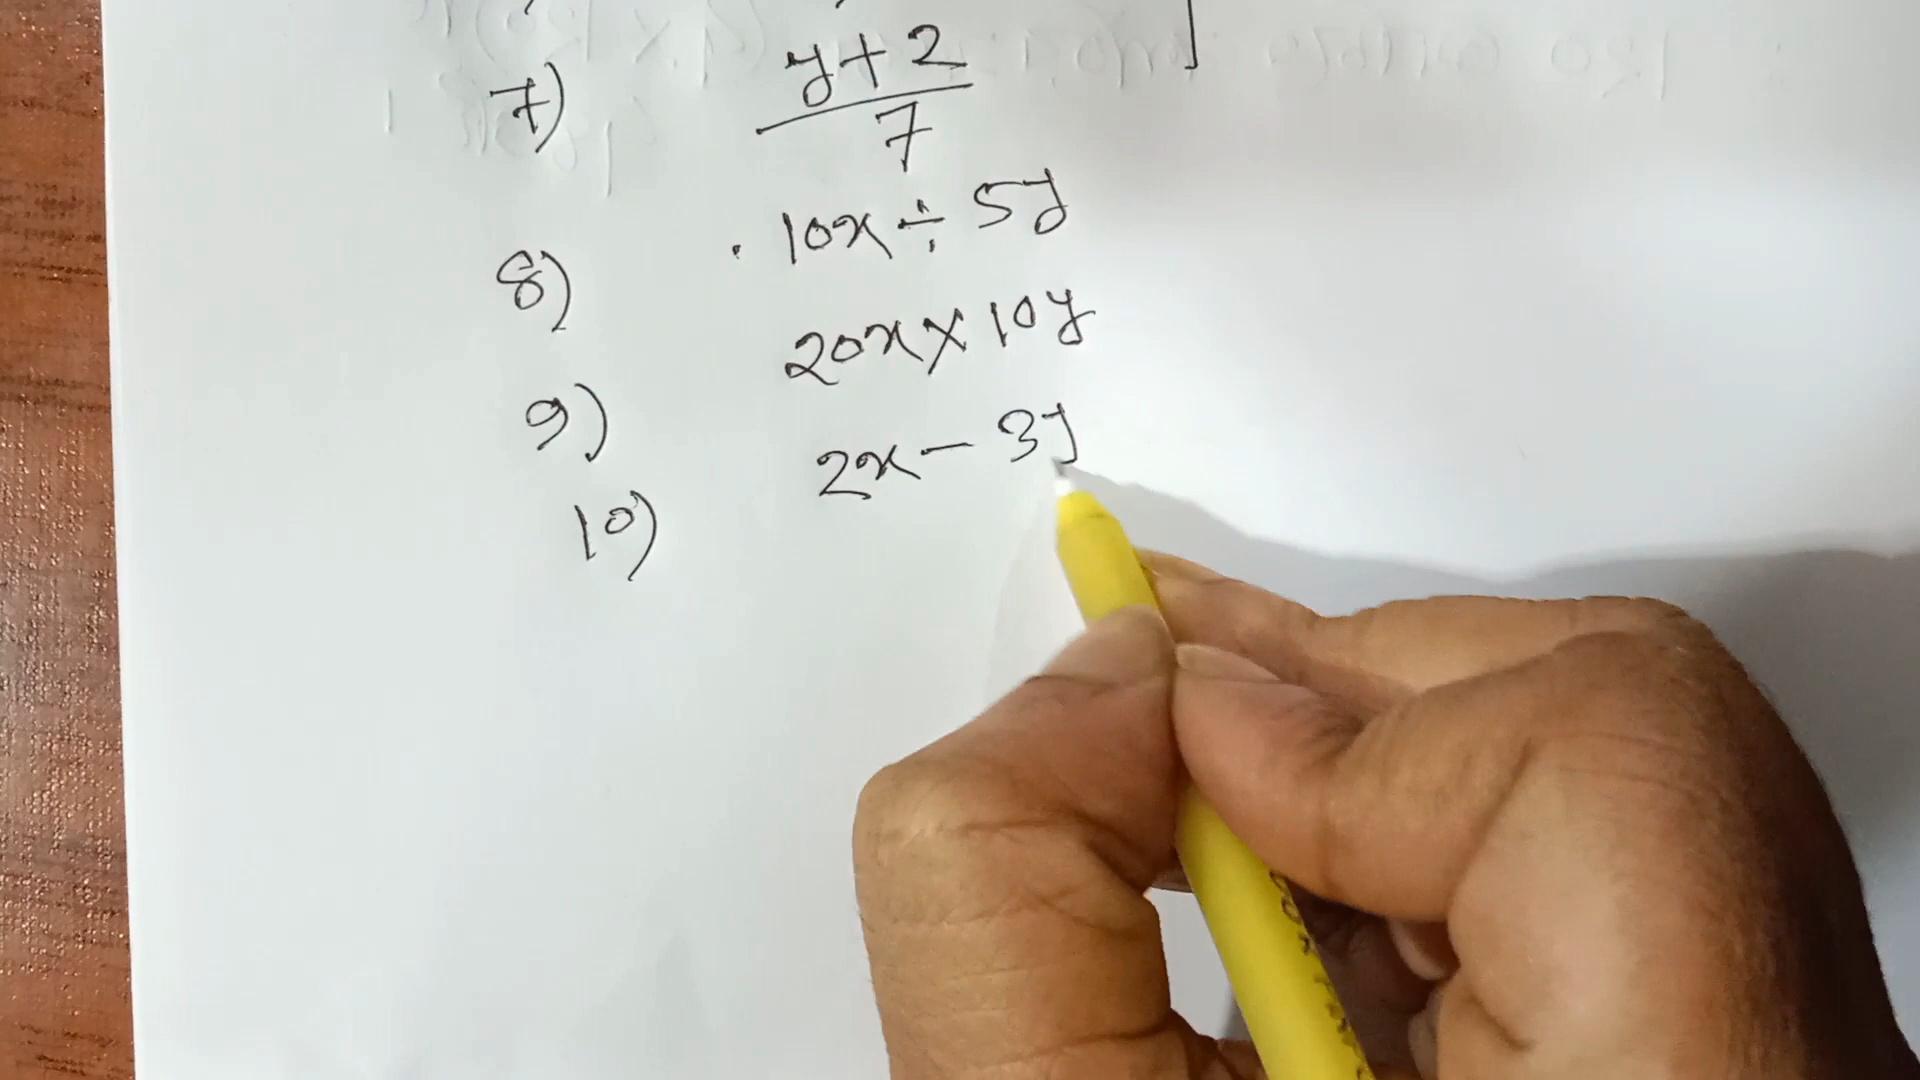 7) y+2
7
8) 10x ÷ 5y
9) 20x × 10y
10) 2x - 3y